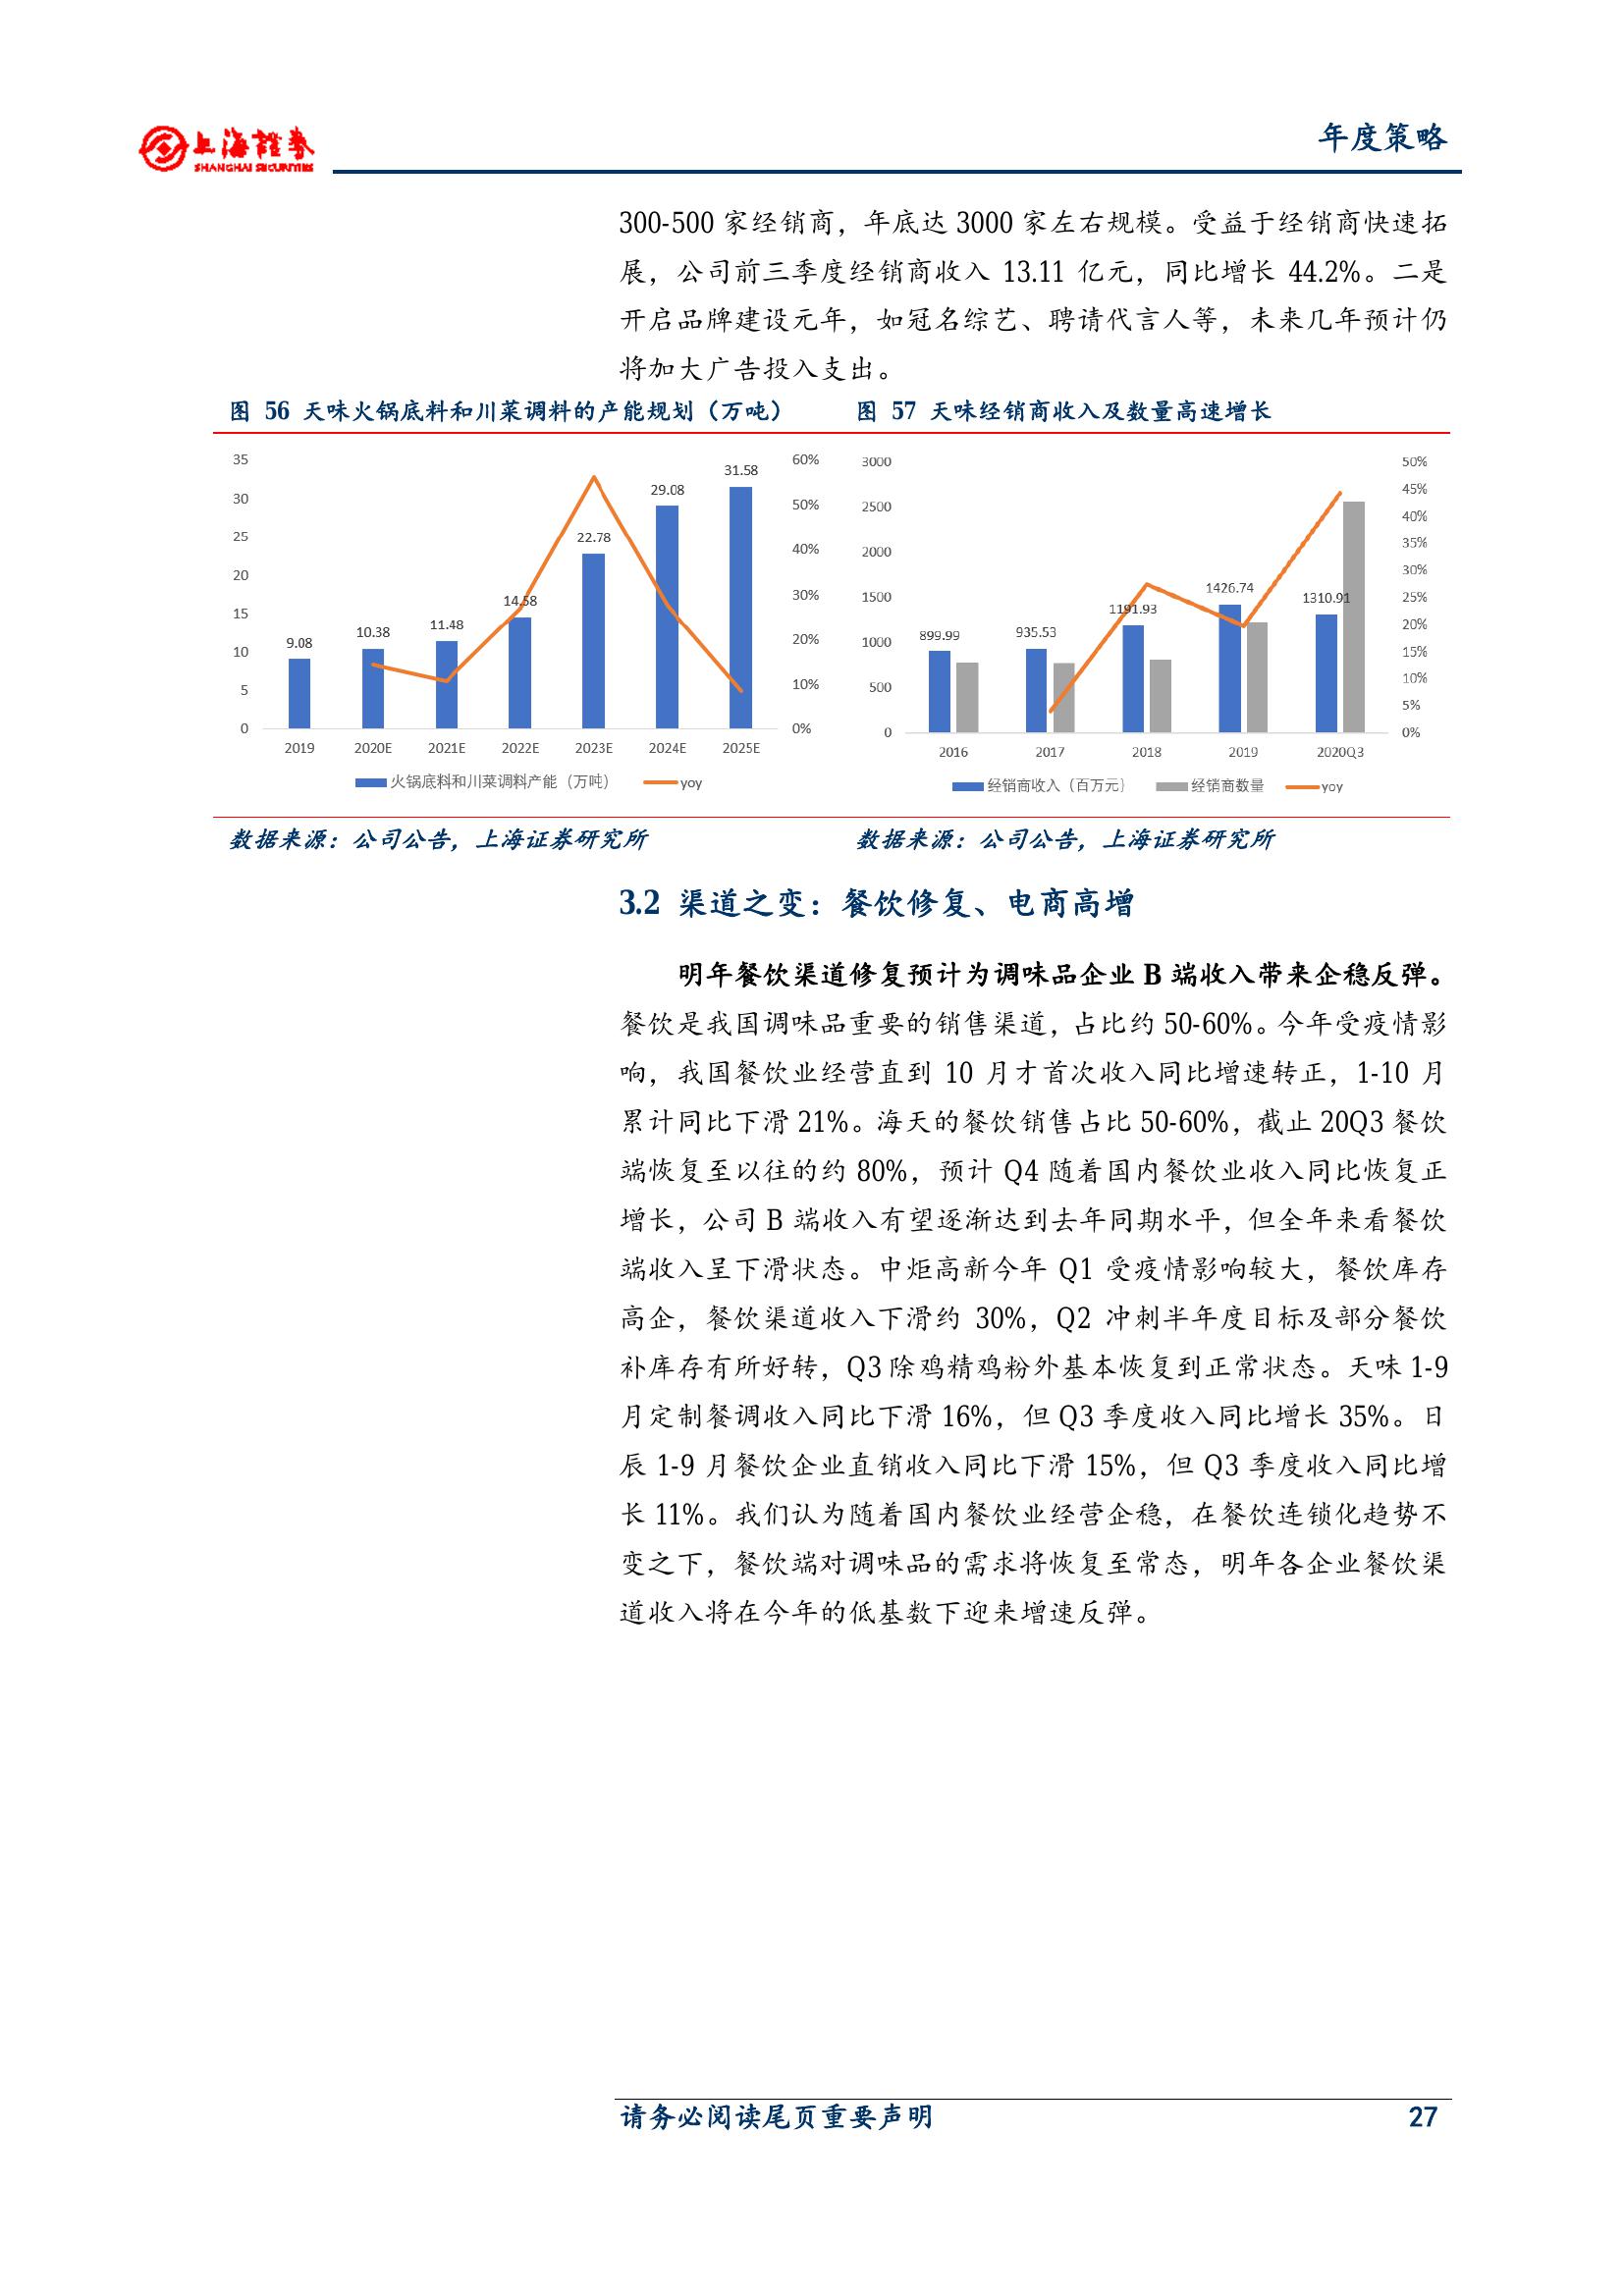 上海證券
SHANGHAI SECURITIES
年度策略
300-500 家经销商，年底达 3000 家左右规模。受益于经销商快速拓
展，公司前三季度经销商收入 13.11 亿元，同比增长 44.2%。二是
开启品牌建设元年，如冠名综艺、聘请代言人等，未来几年预计仍
将加大广告投入支出。
图 56 天味火锅底料和川菜调料的产能规划（万吨）
35
30
25
20
15
10
5
0
60%
50%
40%
30%
20%
10%
0%
9.08
10.38
11.48
14.58
22.78
29.08
31.58
2019 2020E 2021E 2022E 2023E 2024E 2025E
火锅底料和川菜调料产能（万吨） yoy
数据来源：公司公告，上海证券研究所
图 57 天味经销商收入及数量高速增长
3000
2500
2000
1500
1000
500
0
50%
45%
40%
35%
30%
25%
20%
15%
10%
5%
0%
899.99
935.53
1191.93
1426.74
1310.91
2016 2017 2018 2019 2020Q3
经销商收入（百万元） 经销商数量 yoy
数据来源：公司公告，上海证券研究所
3.2 渠道之变：餐饮修复、电商高增
明年餐饮渠道修复预计为调味品企业 B 端收入带来企稳反弹。
餐饮是我国调味品重要的销售渠道，占比约 50-60%。今年受疫情影
响，我国餐饮业经营直到 10 月才首次收入同比增速转正，1-10 月
累计同比下滑 21%。海天的餐饮销售占比 50-60%，截止 20Q3 餐饮
端恢复至以往的约 80%，预计 Q4 随着国内餐饮业收入同比恢复正
增长，公司 B 端收入有望逐渐达到去年同期水平，但全年来看餐饮
端收入呈下滑状态。中炬高新今年 Q1 受疫情影响较大，餐饮库存
高企，餐饮渠道收入下滑约 30%，Q2 冲刺半年度目标及部分餐饮
补库存有所好转，Q3 除鸡精鸡粉外基本恢复到正常状态。天味 1-9
月定制餐调收入同比下滑 16%，但 Q3 季度收入同比增长 35%。日
辰 1-9 月餐饮企业直销收入同比下滑 15%，但 Q3 季度收入同比增
长 11%。我们认为随着国内餐饮业经营企稳，在餐饮连锁化趋势不
变之下，餐饮端对调味品的需求将恢复至常态，明年各企业餐饮渠
道收入将在今年的低基数下迎来增速反弹。
请务必阅读尾页重要声明
27